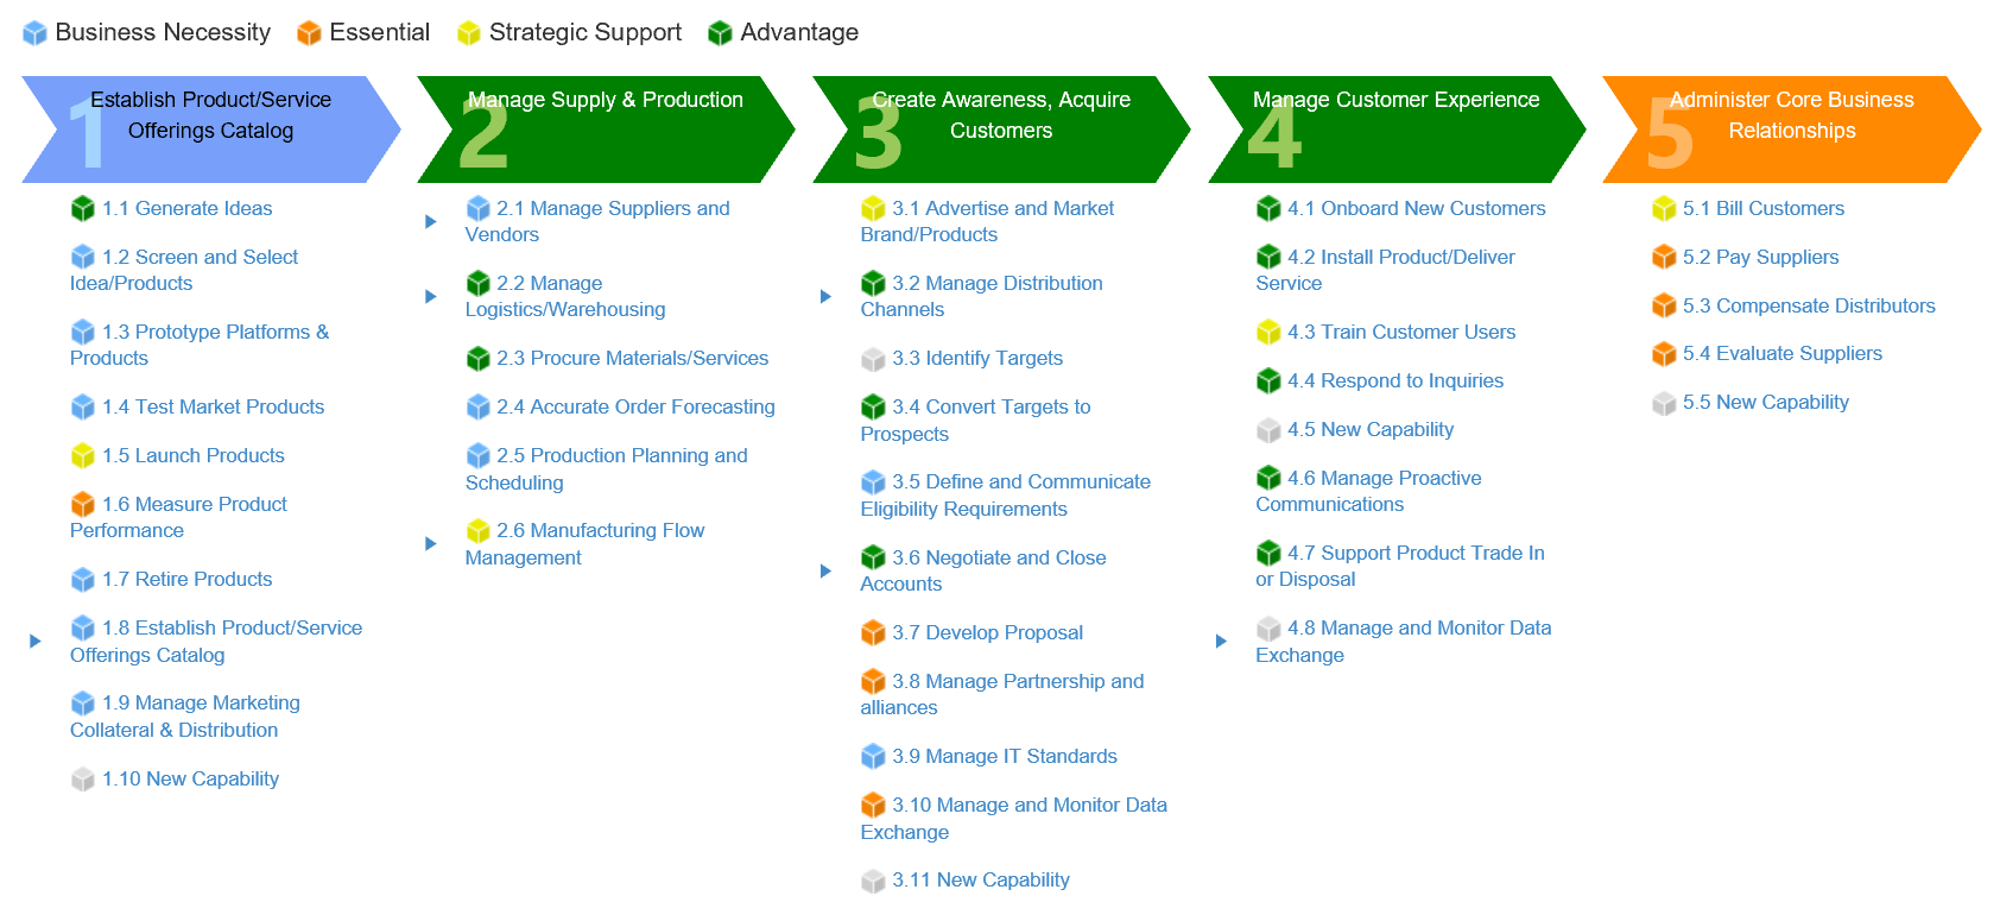 Business Necessity Essential Strategic Support Advantage
1
Establish Product/Service
Offerings Catalog
1.1 Generate Ideas
1.2 Screen and Select
Idea/Products
1.3 Prototype Platforms &
Products
1.4 Test Market Products
1.5 Launch Products
1.6 Measure Product
Performance
1.7 Retire Products
1.8 Establish Product/Service
Offerings Catalog
1.9 Manage Marketing
Collateral & Distribution
1.10 New Capability
2
Manage Supply & Production
2.1 Manage Suppliers and
Vendors
2.2 Manage
Logistics/Warehousing
2.3 Procure Materials/Services
2.4 Accurate Order Forecasting
2.5 Production Planning and
Scheduling
2.6 Manufacturing Flow
Management
3
Create Awareness, Acquire
Customers
3.1 Advertise and Market
Brand/Products
3.2 Manage Distribution
Channels
3.3 Identify Targets
3.4 Convert Targets to
Prospects
3.5 Define and Communicate
Eligibility Requirements
3.6 Negotiate and Close
Accounts
3.7 Develop Proposal
3.8 Manage Partnership and
alliances
3.9 Manage IT Standards
3.10 Manage and Monitor Data
Exchange
3.11 New Capability
4
Manage Customer Experience
4.1 Onboard New Customers
4.2 Install Product/Deliver
Service
4.3 Train Customer Users
4.4 Respond to Inquiries
4.5 New Capability
4.6 Manage Proactive
Communications
4.7 Support Product Trade In
or Disposal
4.8 Manage and Monitor Data
Exchange
5
Administer Core Business
Relationships
5.1 Bill Customers
5.2 Pay Suppliers
5.3 Compensate Distributors
5.4 Evaluate Suppliers
5.5 New Capability